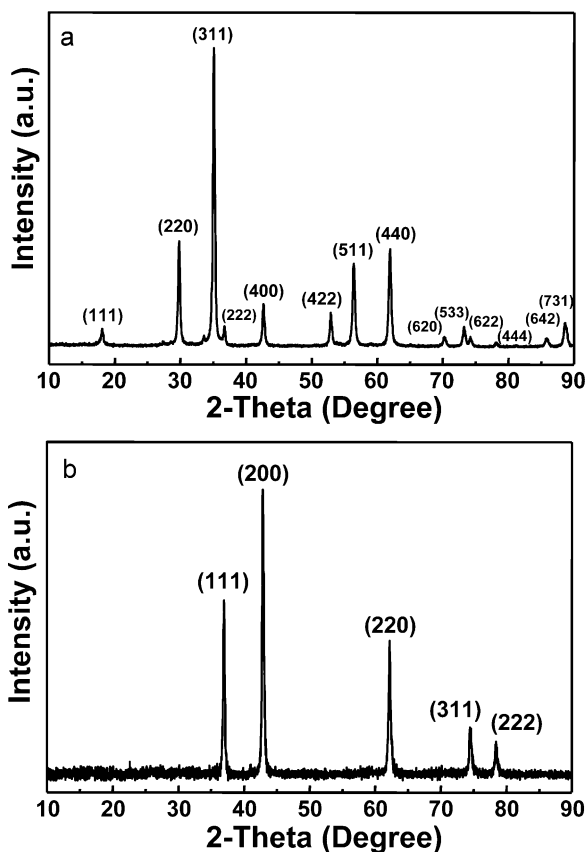 a
(311)
(220)
(440)
(511)
(400)
(222)
(422)
(111)
(620)
(533)
(622)
(444)
(642)
(731)
Intensity (a.u.)
10 20 30 40 50 60 70 80 90
2-Theta (Degree)
b
(200)
(111)
(220)
(311)
(222)
Intensity (a.u.)
10 20 30 40 50 60 70 80 90
2-Theta (Degree)